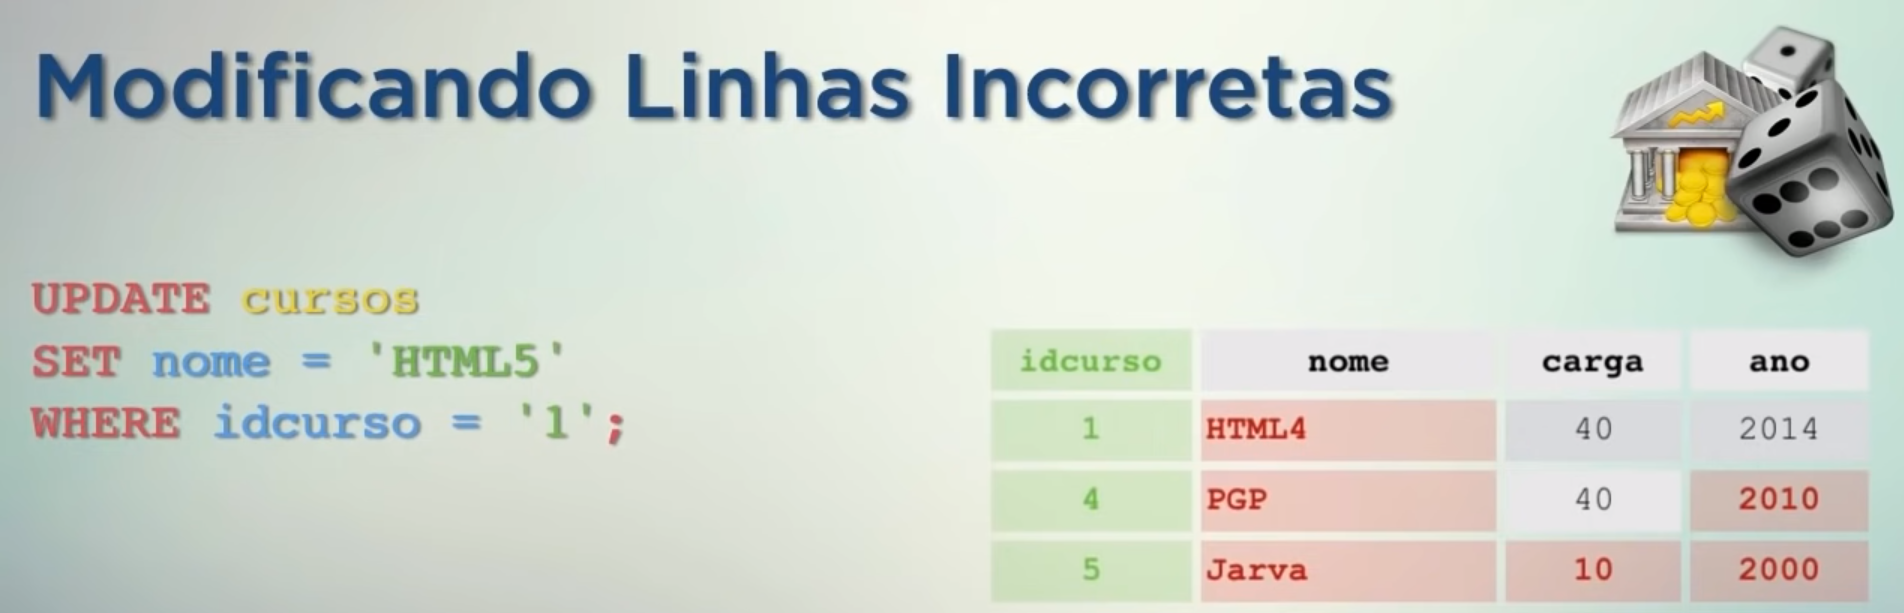 Modificando Linhas Incorretas
UPDATE cursos
SET nome = 'HTML5'
WHERE idcurso = '1';
idcurso nome carga ano
1 HTML4 40 2014
4 PGP 40 2010
5 Jarva 10 2000